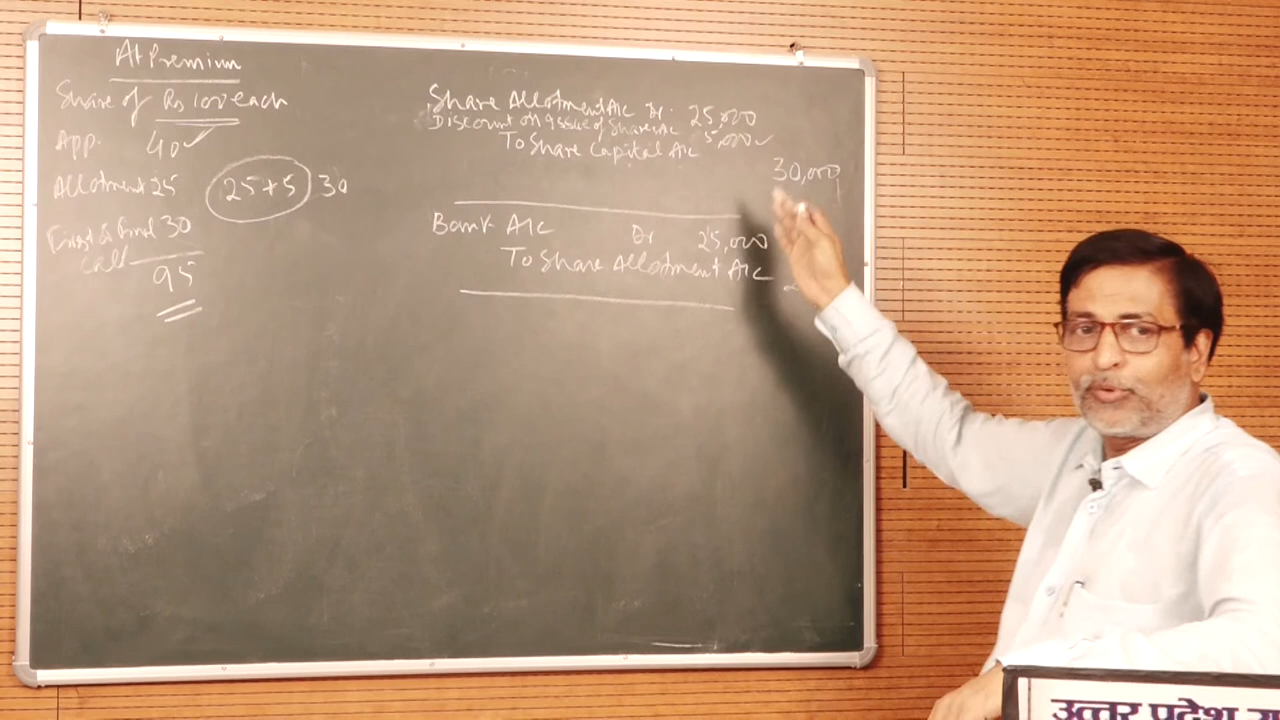 At Premium
Share of Rs 100 each
App. 40 ✓
Allotment 25 25+5 30
First & Final 30
call
95
Share Allotment A/c Dr. 25,000
Discount on Issue of Share A/c 5,000 ✓
To Share Capital A/c
30,000
Bank A/c Dr 25,000
To Share Allotment A/c
उत्तर प्रदेश